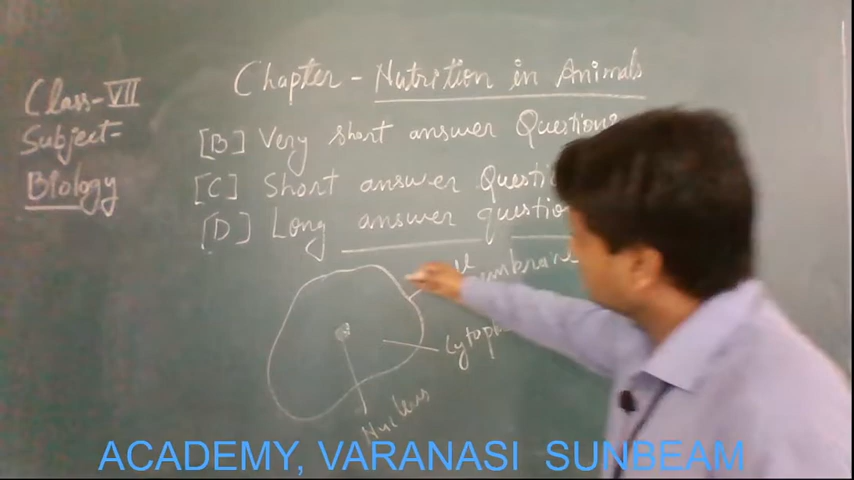 Chapter - Nutrition in Animals
Class-VII
Subject-
Biology
[B] Very short answer Questions
[C] Short answer Questi
[D] Long answer questio
embrane
Cytop
Nucleus
ACADEMY, VARANASI SUNBEAM